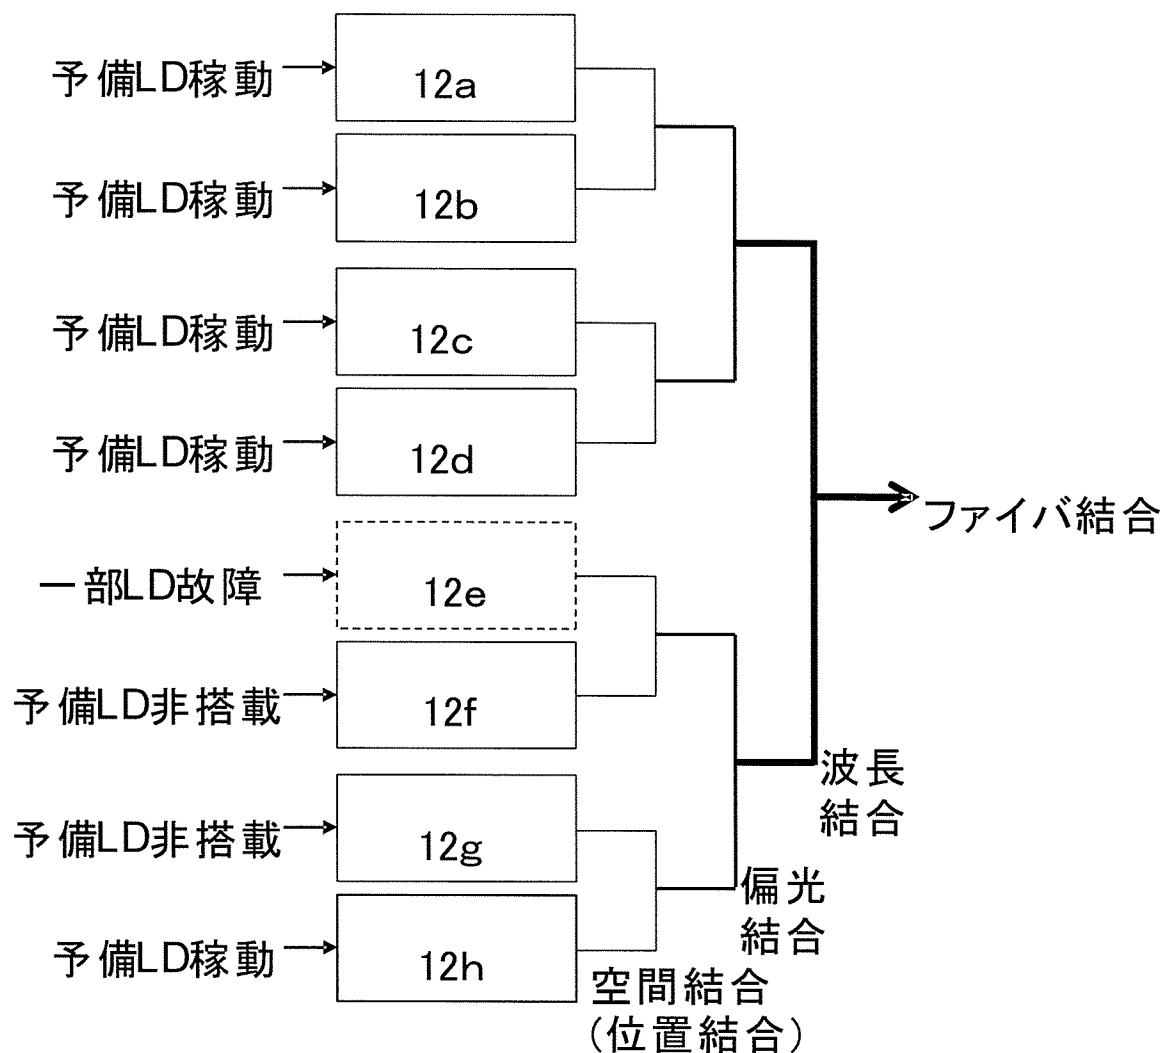 予備LD稼動
12a
予備LD稼動
12b
予備LD稼動
12c
予備LD稼動
12d
ファイバ結合
一部LD故障
12e
予備LD非搭載
12f
波長
結合
予備LD非搭載
12g
偏光
結合
予備LD稼動
12h
空間結合
(位置結合)